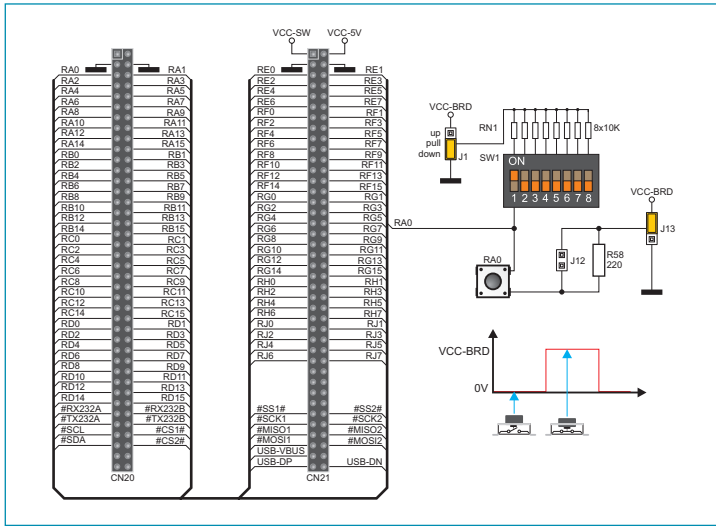 VCC-SW VCC-5V
RA0 RA1
RA2 RA3
RA4 RA5
RA6 RA7
RA8 RA9
RA10 RA11
RA12 RA13
RA14 RA15
RB0 RB1
RB2 RB3
RB4 RB5
RB6 RB7
RB8 RB9
RB10 RB11
RB12 RB13
RB14 RB15
RC0 RC1
RC2 RC3
RC4 RC5
RC6 RC7
RC8 RC9
RC10 RC11
RC12 RC13
RC14 RC15
RD0 RD1
RD2 RD3
RD4 RD5
RD6 RD7
RD8 RD9
RD10 RD11
RD12 RD13
RD14 RD15
#RX232A #RX232B
#TX232A #TX232B
#SCL #CS1#
#SDA #CS2#
CN20
RE0 RE1
RE2 RE3
RE4 RE5
RE6 RE7
RF0 RF1
RF2 RF3
RF4 RF5
RF6 RF7
RF8 RF9
RF10 RF11
RF12 RF13
RF14 RF15
RG0 RG1
RG2 RG3
RG4 RG5
RG6 RG7
RG8 RG9
RG10 RG11
RG12 RG13
RG14 RG15
RH0 RH1
RH2 RH3
RH4 RH5
RH6 RH7
RJ0 RJ1
RJ2 RJ3
RJ4 RJ5
RJ6 RJ7
#SS1# #SS2#
#SCK1 #SCK2
#MISO1 #MISO2
#MOSI1 #MOSI2
USB-VBUS
USB-DP USB-DN
CN21
VCC-BRD
up
pull
down
J1
RN1 8x10K
SW1
ON
1 2 3 4 5 6 7 8
RA0
VCC-BRD
J13
RA0
J12
R58
220
VCC-BRD
0V